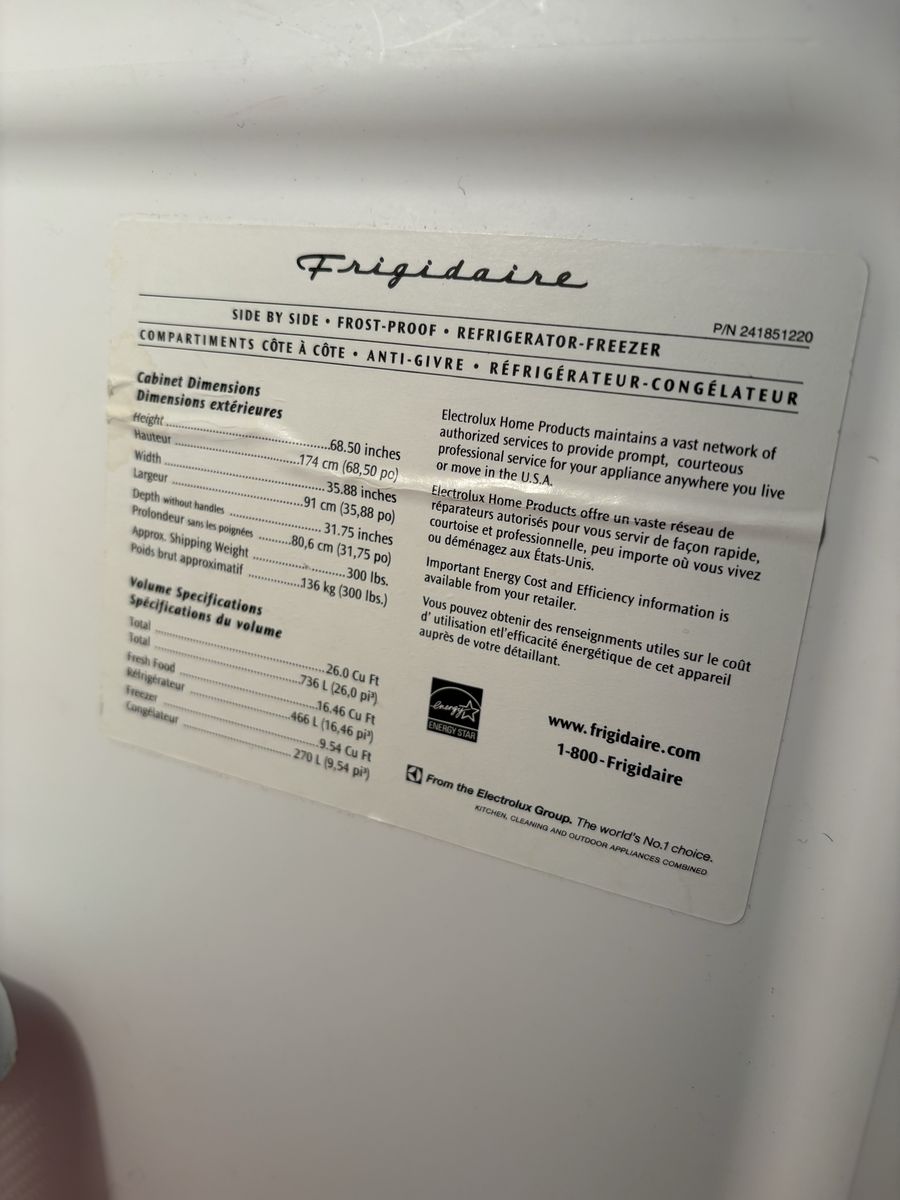 Frigidaire
P/N 241851220
SIDE BY SIDE • FROST-PROOF • REFRIGERATOR-FREEZER
COMPARTIMENTS CÔTE À CÔTE • ANTI-GIVRE • RÉFRIGÉRATEUR-CONGÉLATEUR
Cabinet Dimensions
Dimensions extérieures
Height ........ 68.50 inches
Hauteur ........ 174 cm (68,50 po)
Width ........ 35.88 inches
Largeur ........ 91 cm (35,88 po)
Depth without handles ........ 31.75 inches
Prolondeur sans les poignées ........ 80,6 cm (31,75 po)
Approx. Shipping Weight ........ 300 lbs.
Poids brut approximatif ........ 136 kg (300 lbs.)
Volume Specifications
Spécifications du volume
Total ........ 26.0 Cu Ft
Total ........ 736 L (26,0 pi³)
Fresh Food ........ 16.46 Cu Ft
Réfrigérateur ........ 466 L (16,46 pi³)
Freezer ........ 9.54 Cu Ft
Congélateur ........ 270 L (9,54 pi³)
Electrolux Home Products maintains a vast network of
authorized services to provide prompt, courteous
professional service for your appliance anywhere you live
or move in the U.S.A.
Electrolux Home Products offre un vaste réseau de
réparateurs autorisés pour vous servir de façon rapide,
courtoise et professionnelle, peu importe où vous vivez
ou déménagez aux États-Unis.
Important Energy Cost and Efficiency information is
available from your retailer.
Vous pouvez obtenir des renseignments utiles sur le coût
d' utilisation etl'efficacité énergétique de cet appareil
auprès de votre détaillant.
energy
ENERGY STAR
www.frigidaire.com
1-800-Frigidaire
From the Electrolux Group. The world's No.1 choice.
KITCHEN, CLEANING AND OUTDOOR APPLIANCES COMBINED